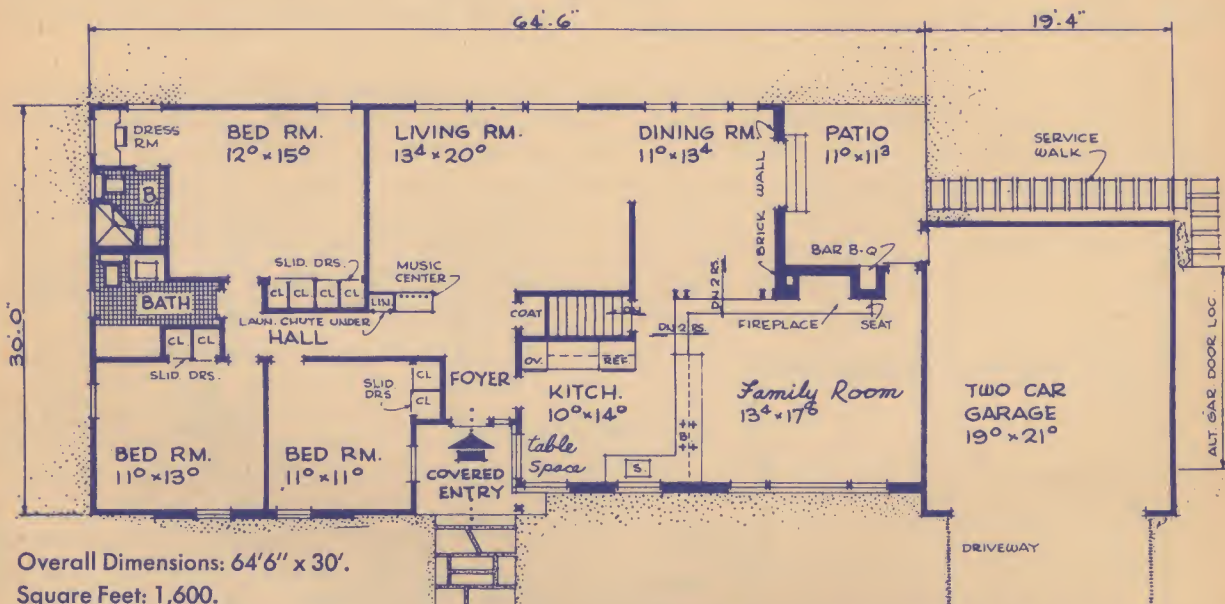 64'-6"
19'-4"
DRESS
RM
BED RM.
12⁰ x 15⁰
LIVING RM.
13⁴ x 20⁰
DINING RM.
11⁰ x 13⁴
PATIO
11⁰ x 11³
SERVICE
WALK
B
BRICK WALL
BAR B-Q
SLID. DRS.
MUSIC
CENTER
CL CL CL CL
LIN.
BATH
LAUN. CHUTE UNDER
HALL
COAT
DN.
DN 2 RS.
DN 2 RS.
FIREPLACE
SEAT
30'-0"
CL CL
SLID. DRS.
SLID
DRS
CL
CL
FOYER
OV.
REF.
KITCH.
10⁰ x 14⁰
Family Room
13⁴ x 17⁶
TWO CAR
GARAGE
19⁰ x 21⁰
ALT. GAR DOOR LOC.
BED RM.
11⁰ x 13⁰
BED RM.
11⁰ x 11⁰
COVERED
ENTRY
table
Space
S.
DRIVEWAY
Overall Dimensions: 64'6" x 30'.
Square Feet: 1,600.